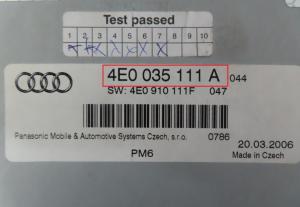 Test passed
1 2 3 4 5 6 7 8 9 10
4E0 035 111 A 044
SW: 4E0 910 111F 047
Panasonic Mobile & Automotive Systems Czech, s.r.o. 0786 20.03.2006
PM6 Made in Czech